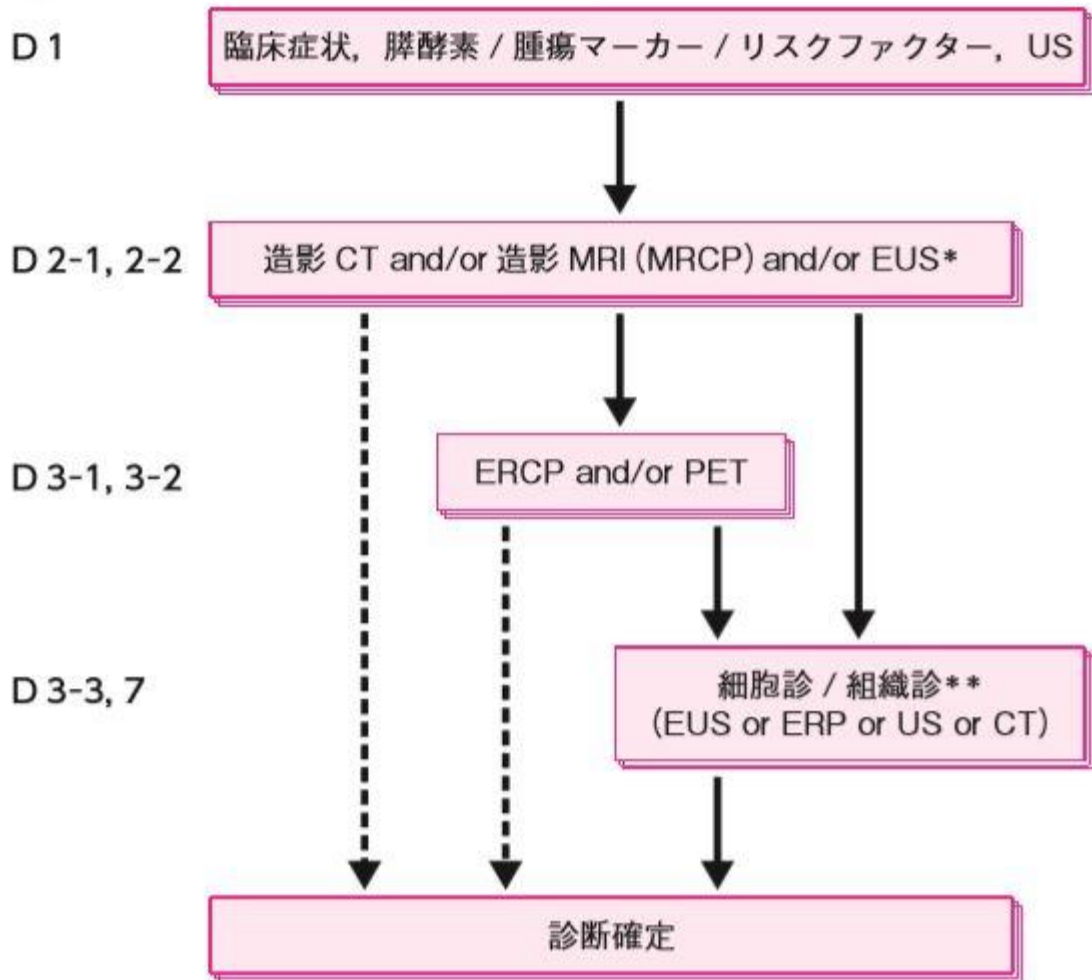 D 1
臨床症状，膵酵素 / 腫瘍マーカー / リスクファクター，US
D 2-1, 2-2
造影 CT and/or 造影 MRI（MRCP）and/or EUS*
D 3-1, 3-2
ERCP and/or PET
D 3-3, 7
細胞診 / 組織診**
（EUS or ERP or US or CT）
診断確定